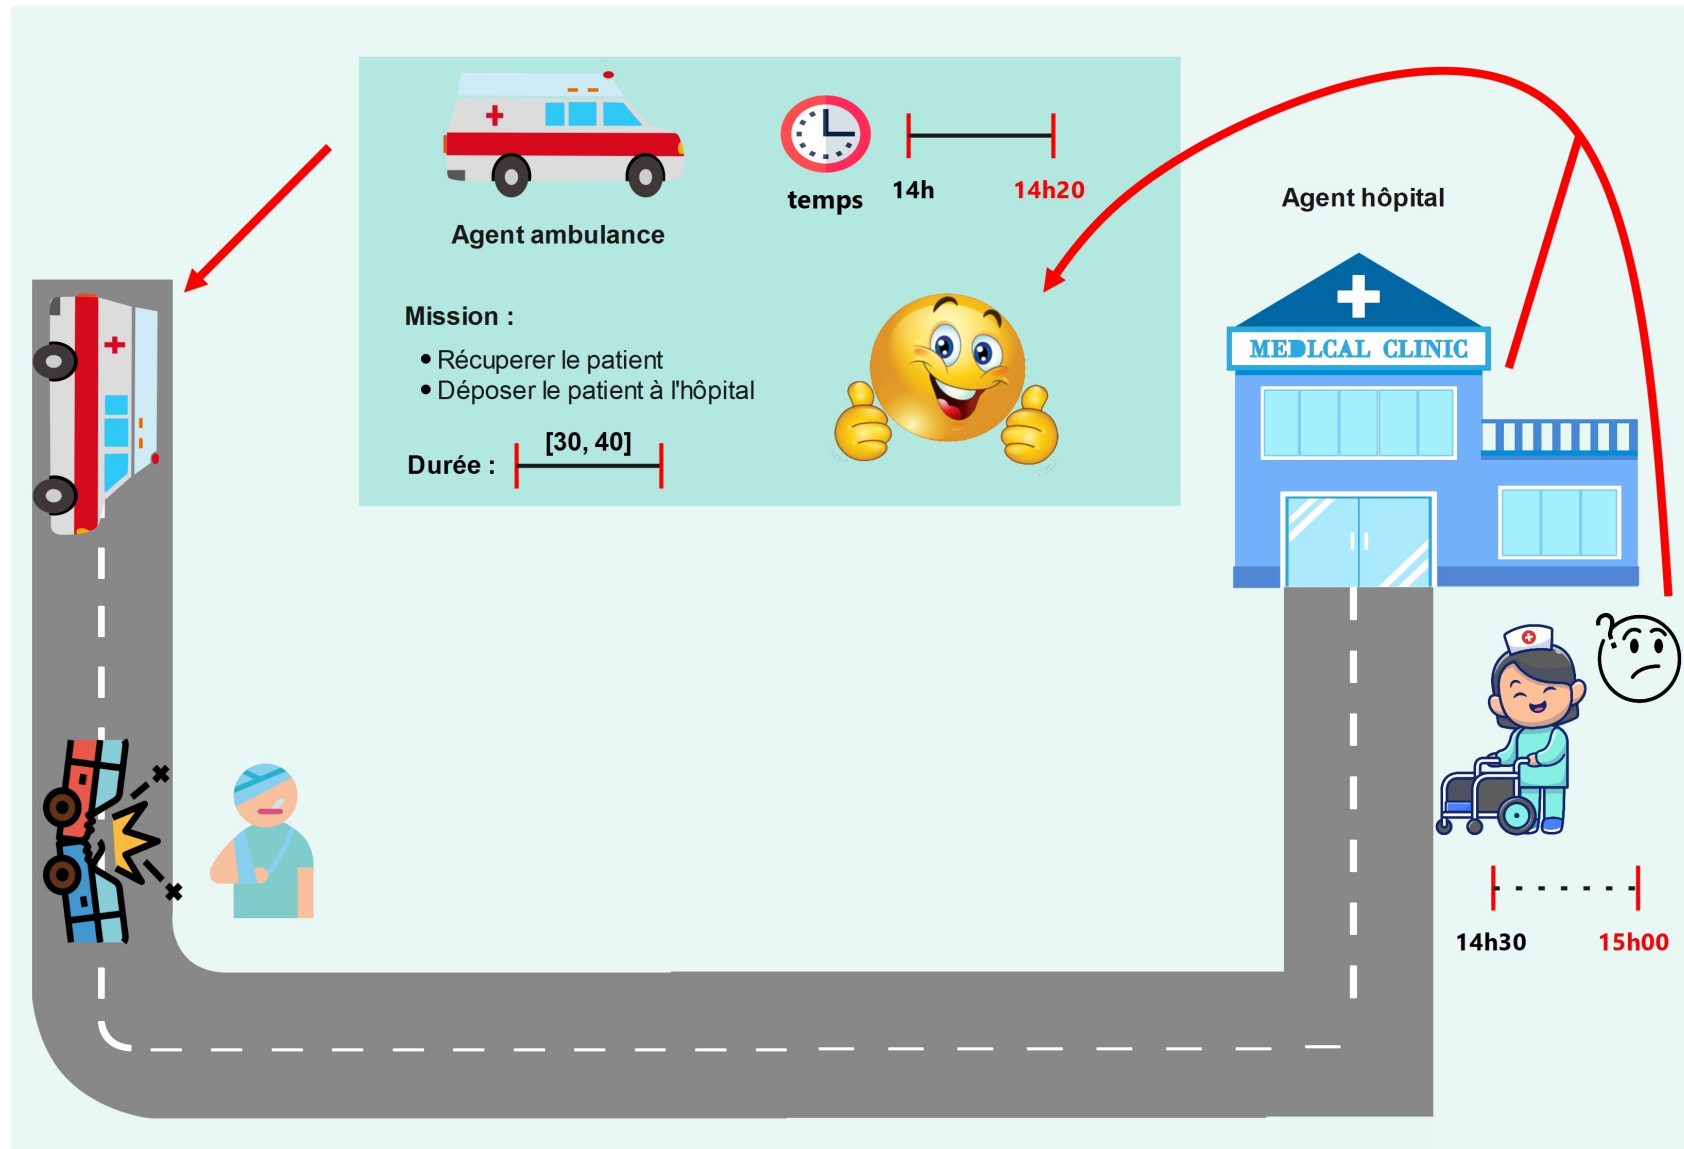 Agent ambulance
temps
14h
14h20
Agent hôpital
Mission :
• Récuperer le patient
• Déposer le patient à l'hôpital
Durée :
[30, 40]
MEDLCAL CLINIC
?
14h30
15h00